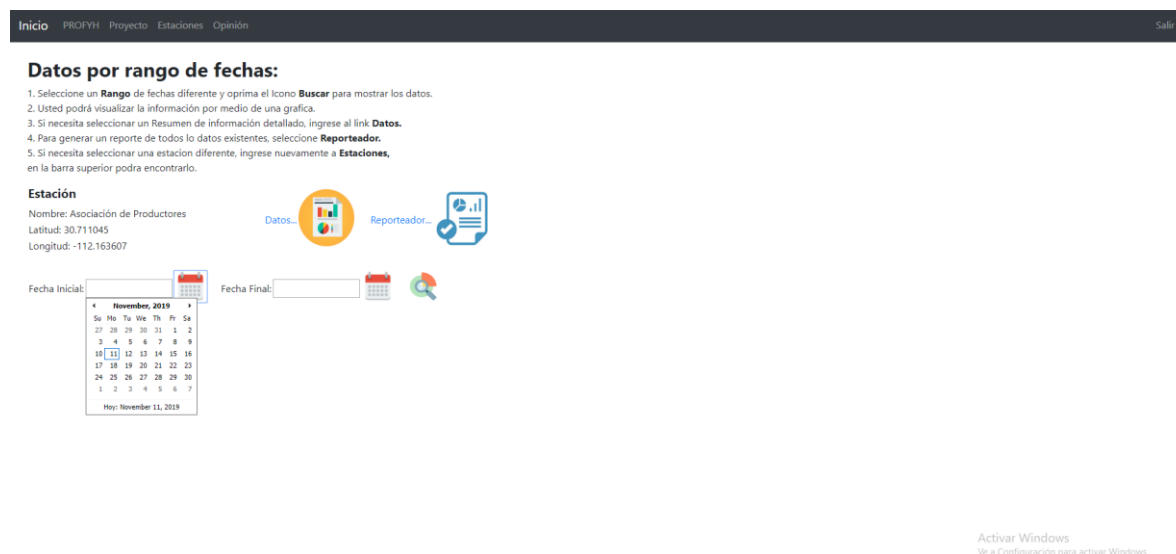 Inicio PROFYH Proyecto Estaciones Opinión Salir
Datos por rango de fechas:
1. Seleccione un Rango de fechas diferente y oprima el Icono Buscar para mostrar los datos.
2. Usted podrá visualizar la información por medio de una grafica.
3. Si necesita seleccionar un Resumen de información detallado, ingrese al link Datos.
4. Para generar un reporte de todos lo datos existentes, seleccione Reporteador.
5. Si necesita seleccionar una estacion diferente, ingrese nuevamente a Estaciones,
en la barra superior podra encontrarlo.
Estación
Nombre: Asociación de Productores
Latitud: 30.711045
Longitud: -112.163607
Datos... Reporteador...
Fecha Inicial: Fecha Final:
November, 2019
Su Mo Tu We Th Fr Sa
27 28 29 30 31 1 2
3 4 5 6 7 8 9
10 11 12 13 14 15 16
17 18 19 20 21 22 23
24 25 26 27 28 29 30
1 2 3 4 5 6 7
Hoy: November 11, 2019
Activar Windows
Ve a Configuración para activar Windows.